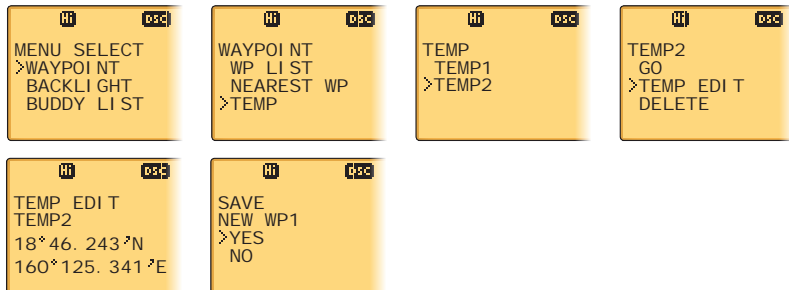 Hi DSC
MENU SELECT
>WAYPOINT
BACKLIGHT
BUDDY LIST
Hi DSC
WAYPOINT
WP LIST
NEAREST WP
>TEMP
Hi DSC
TEMP
TEMP1
>TEMP2
Hi DSC
TEMP2
GO
>TEMP EDIT
DELETE
Hi DSC
TEMP EDIT
TEMP2
18°46.243'N
160°125.341'E
Hi DSC
SAVE
NEW WP1
>YES
NO